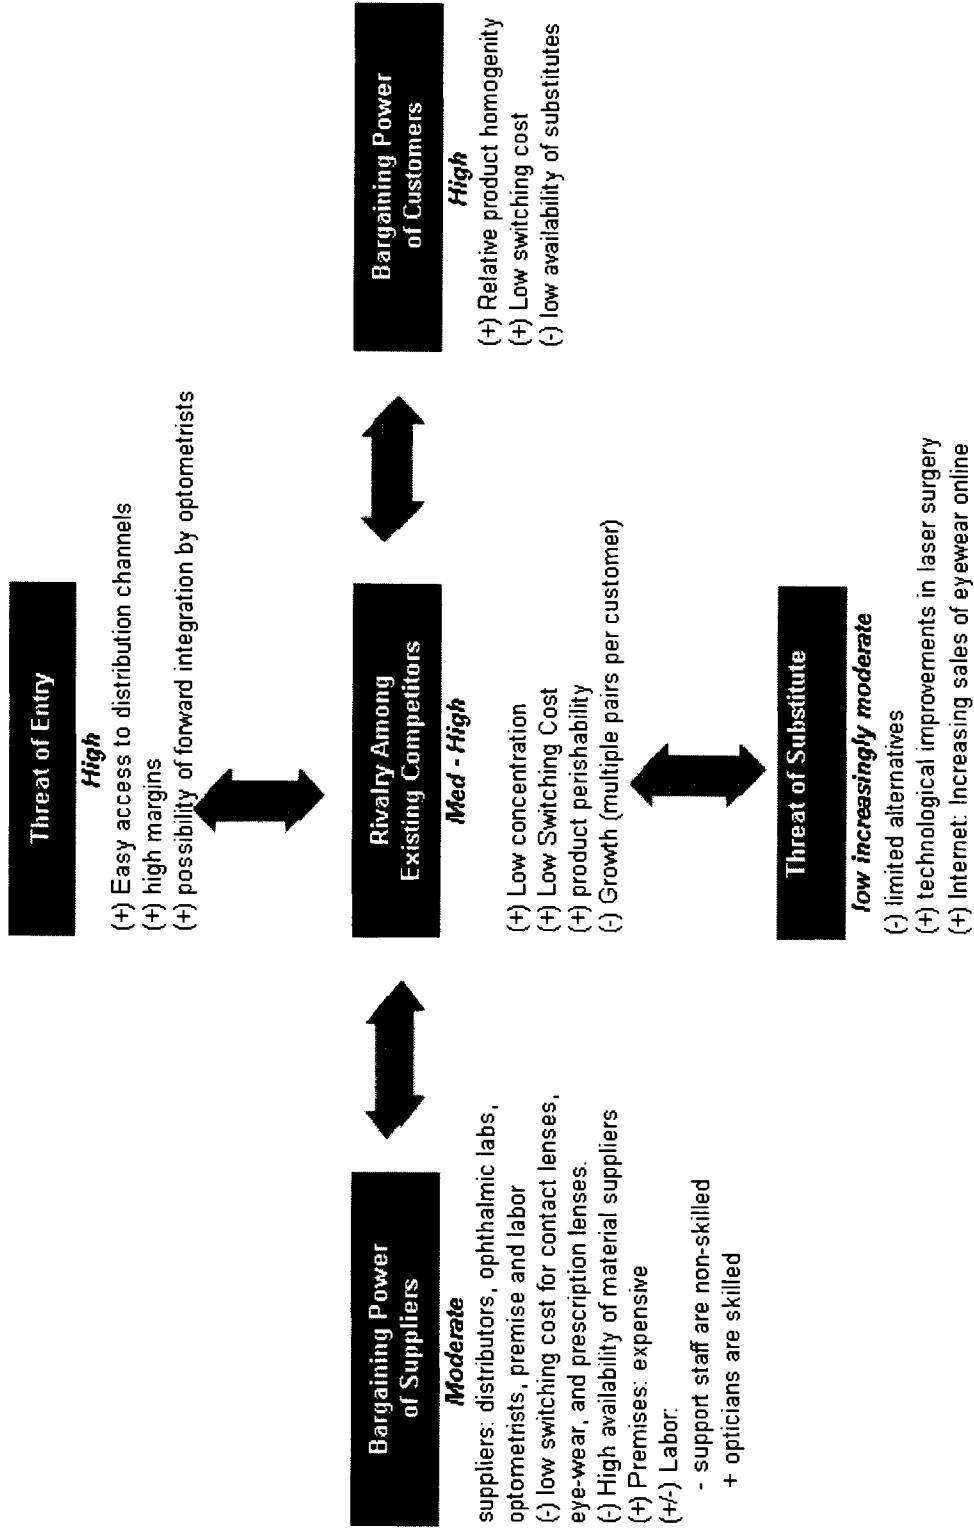 Threat of Entry
High
(+) Easy access to distribution channels
(+) high margins
(+) possibility of forward integration by optometrists
Bargaining Power
of Suppliers
Moderate
suppliers: distributors, ophthalmic labs,
optometrists, premise and labor
(-) low switching cost for contact lenses,
eye-wear, and prescription lenses.
(-) High availability of material suppliers
(+) Premises: expensive
(+/-) Labor:
- support staff are non-skilled
+ opticians are skilled
Rivalry Among
Existing Competitors
Med - High
(+) Low concentration
(+) Low Switching Cost
(+) product perishability
(-) Growth (multiple pairs per customer)
Bargaining Power
of Customers
High
(+) Relative product homogenity
(+) Low switching cost
(-) low availability of substitutes
Threat of Substitute
low increasingly moderate
(-) limited alternatives
(+) technological improvements in laser surgery
(+) Internet: Increasing sales of eyewear online